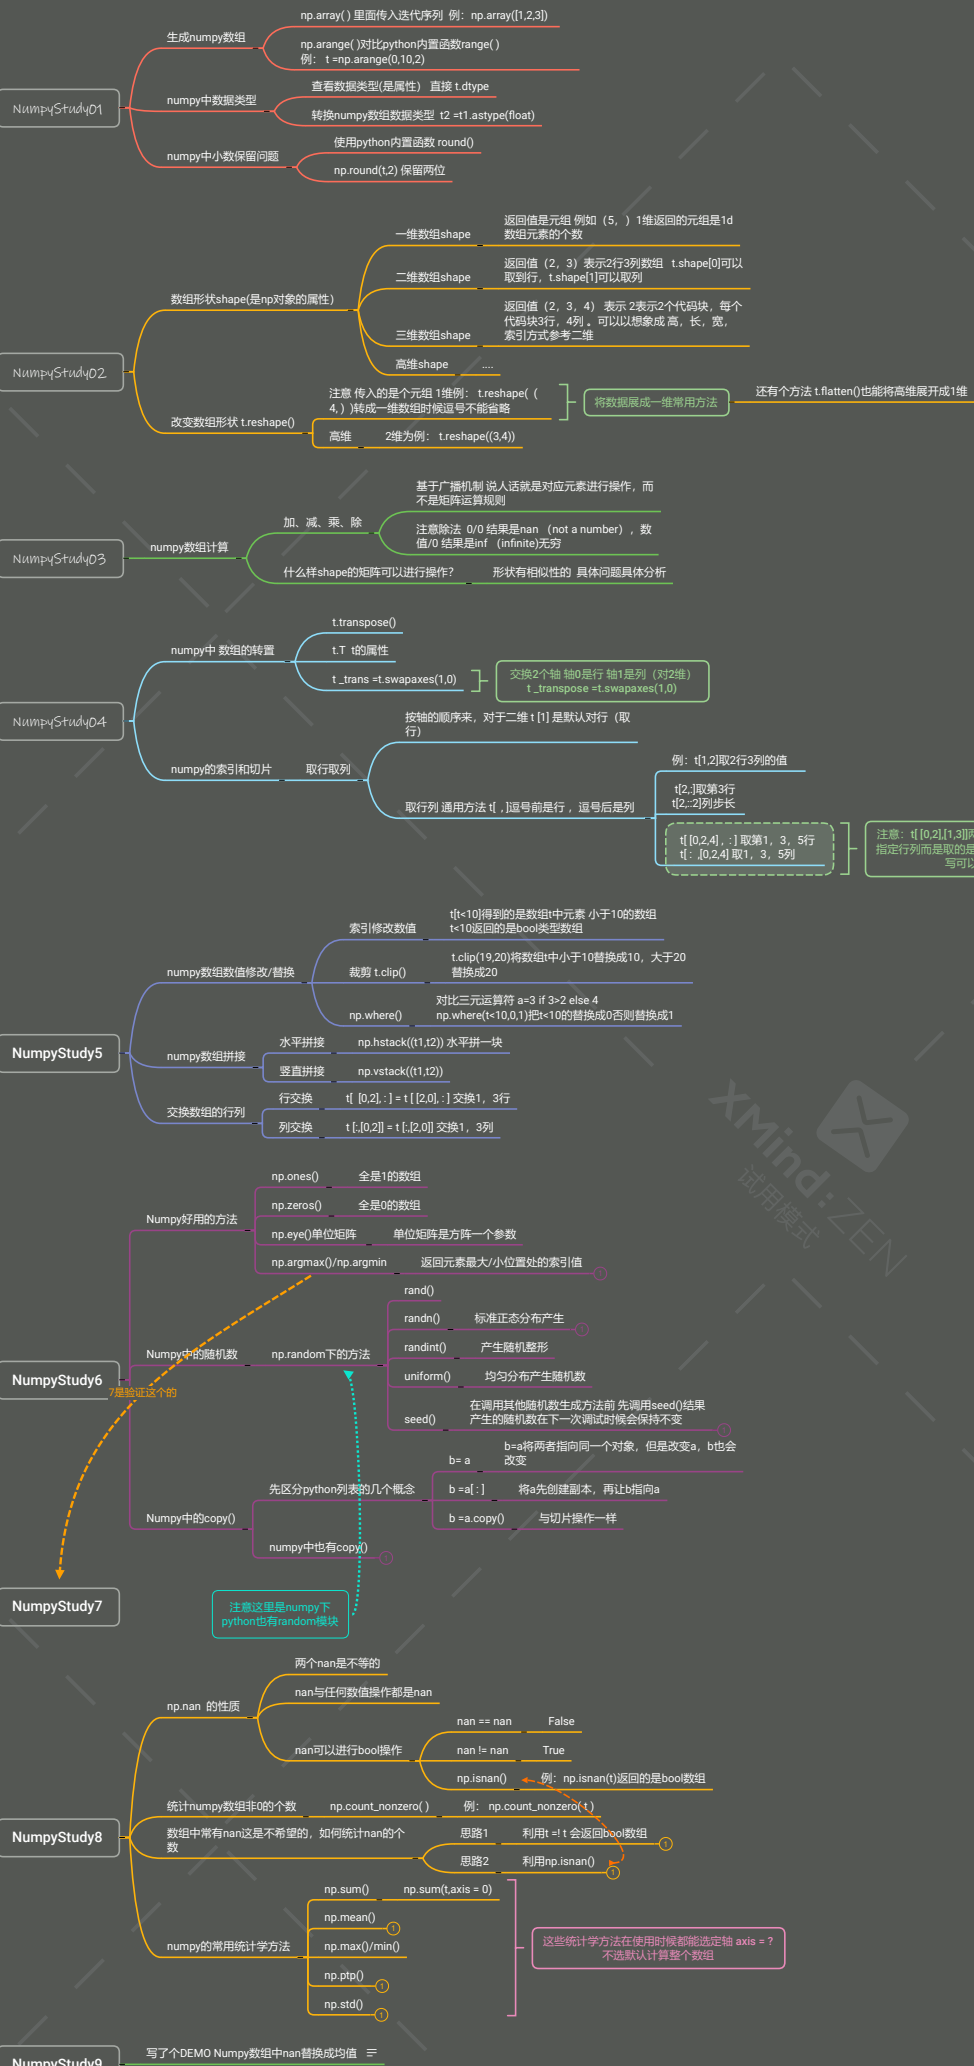 NumpyStudy01
生成numpy数组
np.array( ) 里面传入迭代序列  例：np.array([1,2,3])
np.arange( )对比python内置函数range( )
例： t =np.arange(0,10,2)
numpy中数据类型
查看数据类型(是属性)  直接 t.dtype
转换numpy数组数据类型  t2 =t1.astype(float)
numpy中小数保留问题
使用python内置函数 round()
np.round(t,2) 保留两位
NumpyStudy02
数组形状shape(是np对象的属性)
一维数组shape
返回值是元组 例如（5，）1维返回的元组是1d
数组元素的个数
二维数组shape
返回值（2，3）表示2行3列数组  t.shape[0]可以
取到行，t.shape[1]可以取列
三维数组shape
返回值（2，3，4） 表示 2表示2个代码块，每个
代码块3行，4列 。可以以想象成 高，长，宽，
索引方式参考二维
高维shape
....
改变数组形状 t.reshape()
注意 传入的是个元组 1维例： t.reshape(（
4, ）)转成一维数组时候逗号不能省略
高维
2维为例： t.reshape((3,4))
将数据展成一维常用方法
还有个方法 t.flatten()也能将高维展开成1维
NumpyStudy03
numpy数组计算
加、减、乘、除
基于广播机制 说人话就是对应元素进行操作，而
不是矩阵运算规则
注意除法  0/0 结果是nan （not a number），数
值/0 结果是inf （infinite)无穷
什么样shape的矩阵可以进行操作？
形状有相似性的  具体问题具体分析
NumpyStudy04
numpy中 数组的转置
t.transpose()
t.T  t的属性
t _trans =t.swapaxes(1,0)
交换2个轴 轴0是行 轴1是列（对2维）
t _transpose =t.swapaxes(1,0)
numpy的索引和切片
取行取列
按轴的顺序来，对于二维 t [1] 是默认对行（取
行）
取行列 通用方法 t[  , ]逗号前是行 ，逗号后是列
例：t[1,2]取2行3列的值
t[2,:]取第3行
t[2,::2]列步长
t[ [0,2,4] ,  : ] 取第1，3，5行
t[ :  ,[0,2,4] 取1，3，5列
注意：t[ [0,2],[1,3]]
指定行列而是取的是
写可以
NumpyStudy5
numpy数组数值修改/替换
索引修改数值
t[t<10]得到的是数组t中元素 小于10的数组
t<10返回的是bool类型数组
裁剪 t.clip()
t.clip(19,20)将数组t中小于10替换成10，大于20
替换成20
np.where()
对比三元运算符 a=3 if 3>2 else 4
np.where(t<10,0,1)把t<10的替换成0否则替换成1
numpy数组拼接
水平拼接
np.hstack((t1,t2)) 水平拼一块
竖直拼接
np.vstack((t1,t2))
交换数组的行列
行交换
t[  [0,2], : ] = t [ [2,0], : ] 交换1，3行
列交换
t [:,[0,2]] = t [:,[2,0]] 交换1，3列
xMind:ZEN
试用模式
NumpyStudy6
Numpy好用的方法
np.ones()
全是1的数组
np.zeros()
全是0的数组
np.eye()单位矩阵
单位矩阵是方阵一个参数
np.argmax()/np.argmin
返回元素最大/小位置处的索引值
1
Numpy中的随机数
np.random下的方法
rand()
randn()
标准正态分布产生
1
randint()
产生随机整形
uniform()
均匀分布产生随机数
seed()
在调用其他随机数生成方法前 先调用seed()结果
产生的随机数在下一次调试时候会保持不变
1
7是验证这个的
Numpy中的copy()
先区分python列表的几个概念
b= a
b=a将两者指向同一个对象，但是改变a，b也会
改变
b =a[ : ]
将a先创建副本，再让b指向a
b =a.copy()
与切片操作一样
numpy中也有copy()
1
NumpyStudy7
注意这里是numpy下
python也有random模块
NumpyStudy8
np.nan  的性质
两个nan是不等的
nan与任何数值操作都是nan
nan可以进行bool操作
nan == nan
False
nan != nan
True
np.isnan()
例：np.isnan(t)返回的是bool数组
统计numpy数组非0的个数
np.count_nonzero( )
例： np.count_nonzero( t )
数组中常有nan这是不希望的，如何统计nan的个
数
思路1
利用t =! t 会返回bool数组
1
思路2
利用np.isnan()
1
numpy的常用统计学方法
np.sum()
np.sum(t,axis = 0)
np.mean()
1
np.max()/min()
np.ptp()
1
np.std()
1
这些统计学方法在使用时候都能选定轴 axis = ?
不选默认计算整个数组
NumpyStudy9
写了个DEMO Numpy数组中nan替换成均值